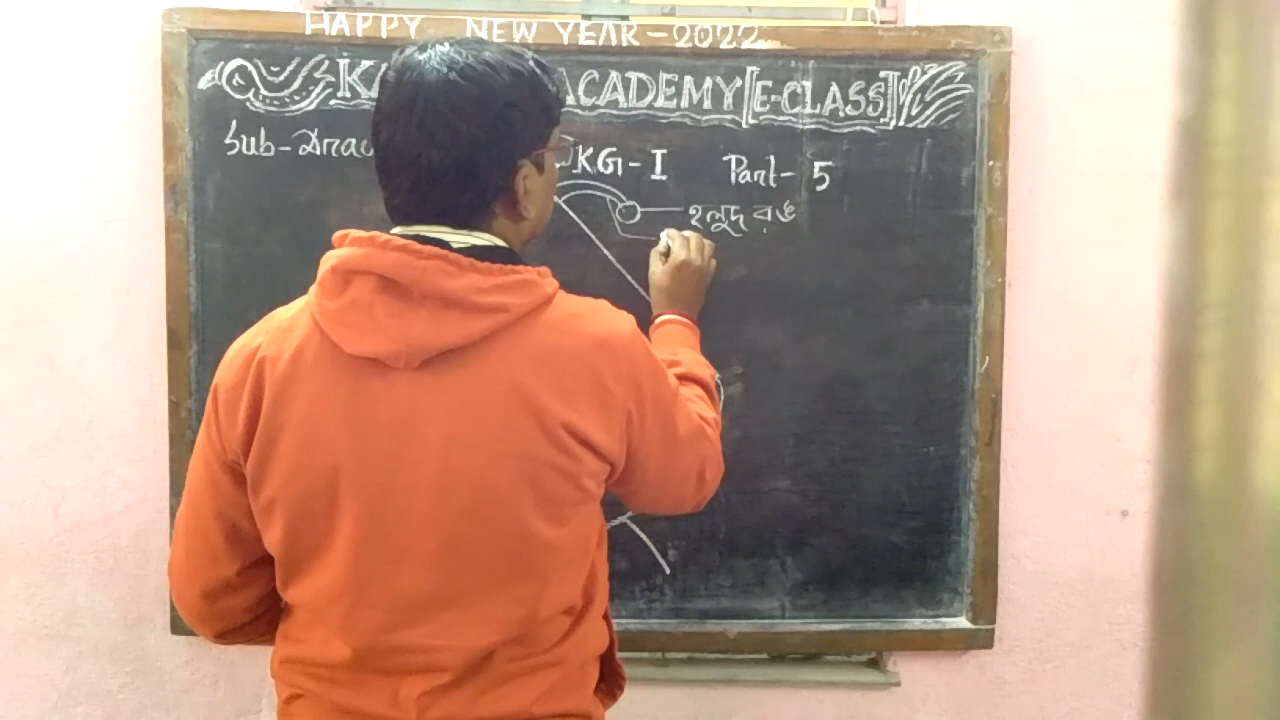 HAPPY NEW YEAR-2022
ACADEMY [E-CLASS]
Sub- KG-I Part- 5
হলুদ রঙ